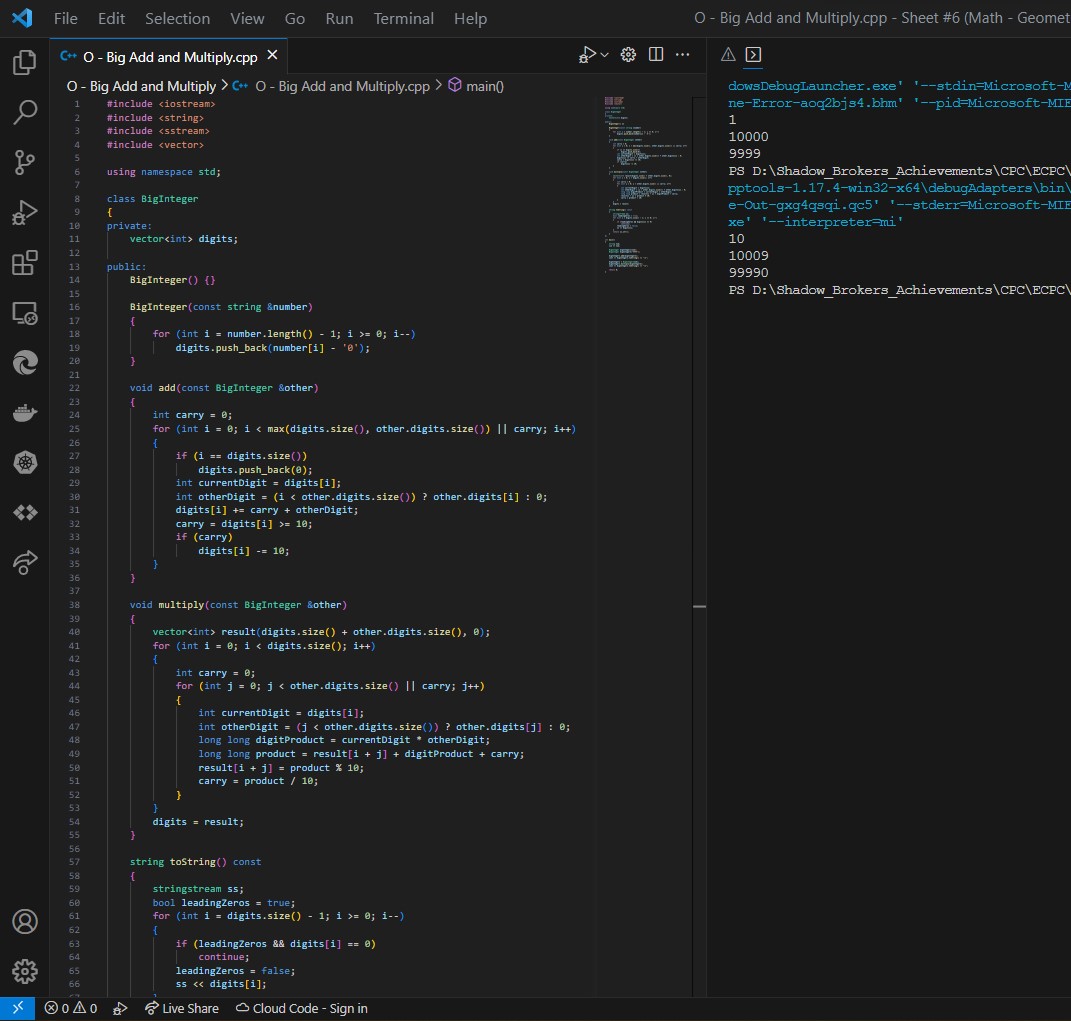 File Edit Selection View Go Run Terminal Help O - Big Add and Multiply.cpp - Sheet #6 (Math - Geomet
O - Big Add and Multiply.cpp
O - Big Add and Multiply > O - Big Add and Multiply.cpp > main()
1 #include <iostream>
2 #include <string>
3 #include <sstream>
4 #include <vector>
5
6 using namespace std;
7
8 class BigInteger
9 {
10 private:
11 vector<int> digits;
12
13 public:
14 BigInteger() {}
15
16 BigInteger(const string &number)
17 {
18 for (int i = number.length() - 1; i >= 0; i--)
19 digits.push_back(number[i] - '0');
20 }
21
22 void add(const BigInteger &other)
23 {
24 int carry = 0;
25 for (int i = 0; i < max(digits.size(), other.digits.size()) || carry; i++)
26 {
27 if (i == digits.size())
28 digits.push_back(0);
29 int currentDigit = digits[i];
30 int otherDigit = (i < other.digits.size()) ? other.digits[i] : 0;
31 digits[i] += carry + otherDigit;
32 carry = digits[i] >= 10;
33 if (carry)
34 digits[i] -= 10;
35 }
36 }
37
38 void multiply(const BigInteger &other)
39 {
40 vector<int> result(digits.size() + other.digits.size(), 0);
41 for (int i = 0; i < digits.size(); i++)
42 {
43 int carry = 0;
44 for (int j = 0; j < other.digits.size() || carry; j++)
45 {
46 int currentDigit = digits[i];
47 int otherDigit = (j < other.digits.size()) ? other.digits[j] : 0;
48 long long digitProduct = currentDigit * otherDigit;
49 long long product = result[i + j] + digitProduct + carry;
50 result[i + j] = product % 10;
51 carry = product / 10;
52 }
53 }
54 digits = result;
55 }
56
57 string toString() const
58 {
59 stringstream ss;
60 bool leadingZeros = true;
61 for (int i = digits.size() - 1; i >= 0; i--)
62 {
63 if (leadingZeros && digits[i] == 0)
64 continue;
65 leadingZeros = false;
66 ss << digits[i];
dowsDebugLauncher.exe' '--stdin=Microsoft-M
ne-Error-aoq2bjs4.bhm' '--pid=Microsoft-MIE
1
10000
9999
PS D:\Shadow_Brokers_Achievements\CPC\ECPC\
pptools-1.17.4-win32-x64\debugAdapters\bin\
e-Out-gxg4qsqi.qc5' '--stderr=Microsoft-MIE
xe' '--interpreter=mi'
10
10009
99990
PS D:\Shadow_Brokers_Achievements\CPC\ECPC\
0 0 Live Share Cloud Code - Sign in